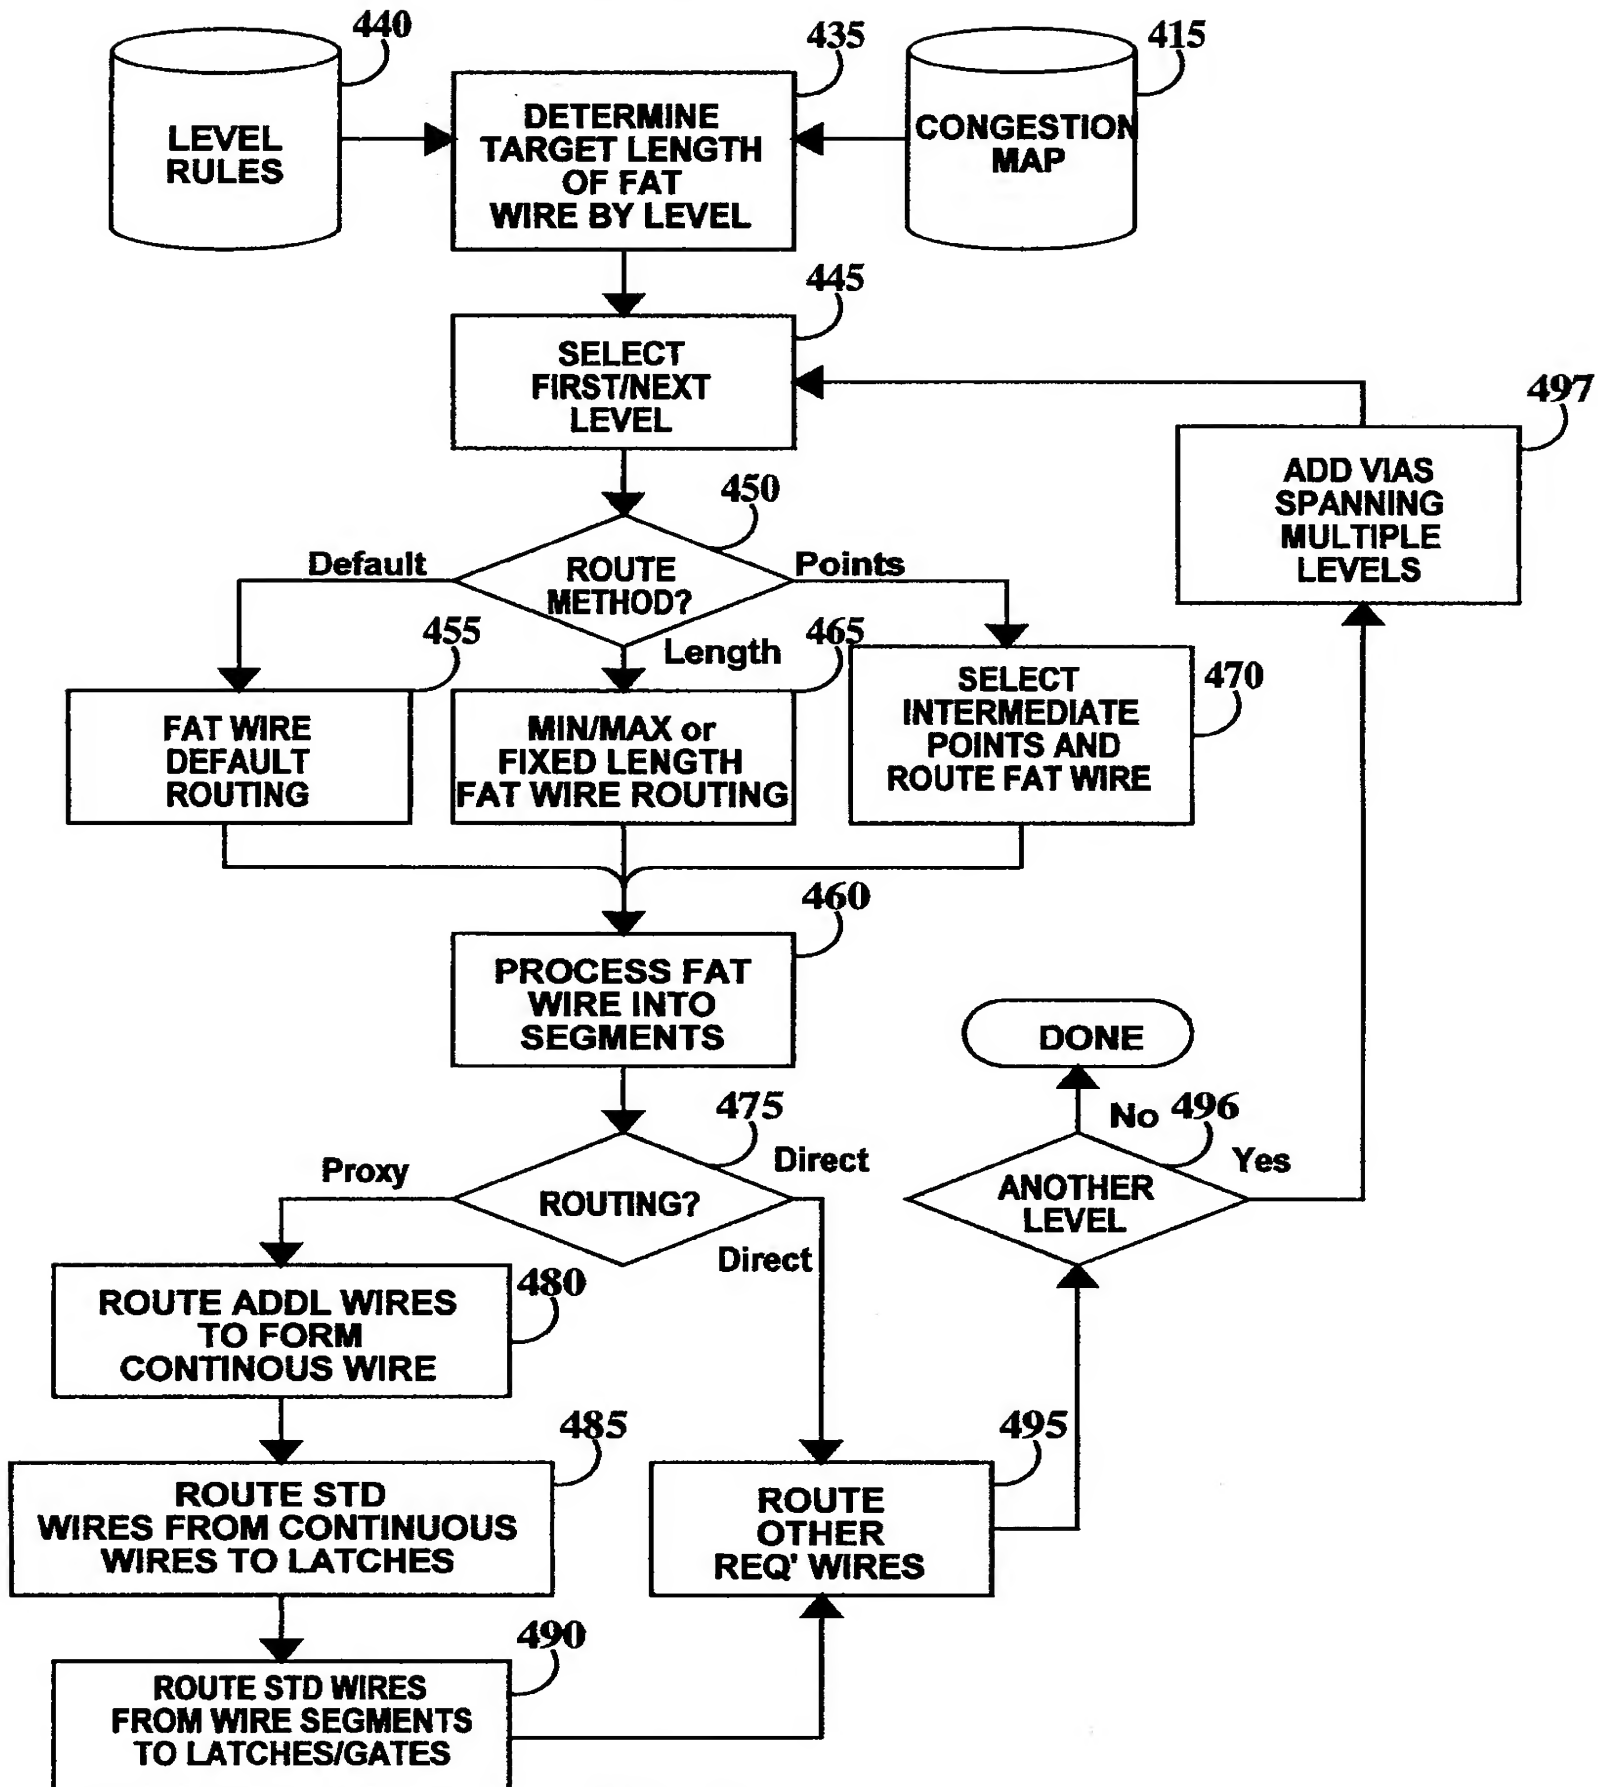 440
LEVEL
RULES
435
DETERMINE
TARGET LENGTH
OF FAT
WIRE BY LEVEL
415
CONGESTION
MAP
445
SELECT
FIRST/NEXT
LEVEL
497
ADD VIAS
SPANNING
MULTIPLE
LEVELS
450
ROUTE
METHOD?
Default
Points
Length
455
FAT WIRE
DEFAULT
ROUTING
465
MIN/MAX or
FIXED LENGTH
FAT WIRE ROUTING
470
SELECT
INTERMEDIATE
POINTS AND
ROUTE FAT WIRE
460
PROCESS FAT
WIRE INTO
SEGMENTS
475
ROUTING?
Proxy
Direct
Direct
DONE
No
496
Yes
ANOTHER
LEVEL
480
ROUTE ADDL WIRES
TO FORM
CONTINOUS WIRE
485
ROUTE STD
WIRES FROM CONTINUOUS
WIRES TO LATCHES
495
ROUTE
OTHER
REQ' WIRES
490
ROUTE STD WIRES
FROM WIRE SEGMENTS
TO LATCHES/GATES